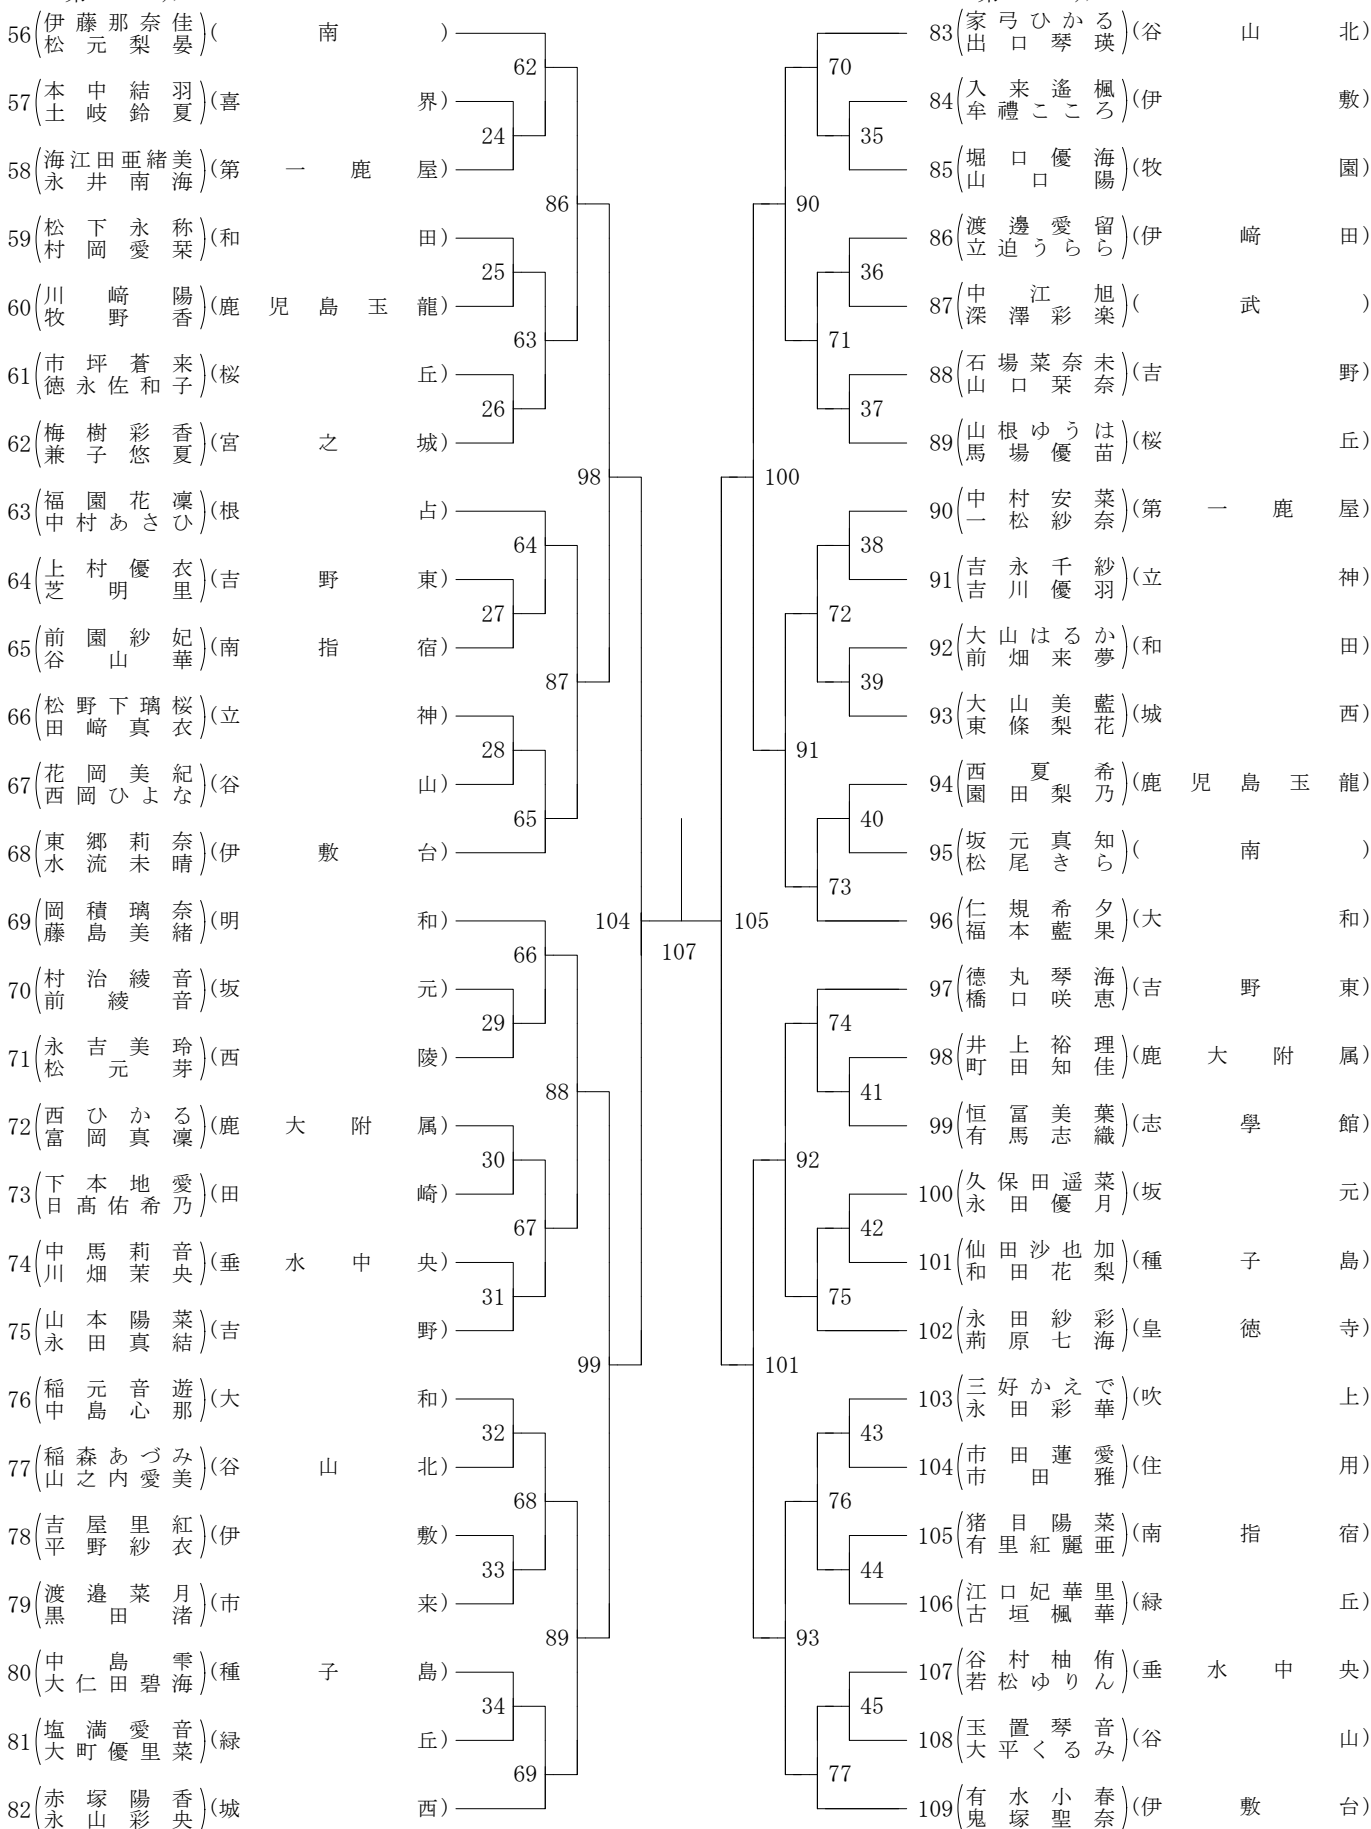 56(伊藤那奈佳 松元梨晏)(南)
57(本中結羽 土岐鈴夏)(喜界)
58(海江田亜緒美 永井南海)(第一鹿屋)
59(松下永称 村岡愛栞)(和田)
60(川﨑陽 牧野香)(鹿児島玉龍)
61(市坪蒼来 徳永佐和子)(桜丘)
62(梅樹彩香 兼子悠夏)(宮之城)
63(福園花凜 中村あさひ)(根占)
64(上村優衣 芝明里)(吉野東)
65(前園紗妃 谷山華)(南指宿)
66(松野下璃桜 田﨑真衣)(立神)
67(花岡美紀 西岡ひよな)(谷山)
68(東郷莉奈 水流未晴)(伊敷台)
69(岡積璃奈 藤島美緒)(明和)
70(村治綾音 前綾音)(坂元)
71(永吉美玲 松元芽)(西陵)
72(西ひかる 富岡真凜)(鹿大附属)
73(下本地愛 日髙佑希乃)(田崎)
74(中馬莉音 川畑茉央)(垂水中央)
75(山本陽菜 永田真結)(吉野)
76(稲元音遊 中島心那)(大和)
77(稲森あづみ 山之内愛美)(谷山北)
78(吉屋里紅 平野紗衣)(伊敷)
79(渡邉菜月 黒田渚)(市来)
80(中島雫 大仁田碧海)(種子島)
81(塩満愛音 大町優里菜)(緑丘)
82(赤塚陽香 永山彩央)(城西)
62
24
86
25
63
26
98
64
27
87
28
65
104
66
29
88
30
67
31
99
32
68
33
89
34
69
107
70
35
90
36
71
37
100
38
72
39
91
40
73
105
74
41
92
42
75
101
43
76
44
93
45
77
83(家弓ひかる 出口琴瑛)(谷山北)
84(入来遙楓 牟禮こころ)(伊敷)
85(堀口優海 山口陽)(牧園)
86(渡邊愛留 立迫うらら)(伊﨑田)
87(中江旭 深澤彩楽)(武)
88(石場菜奈未 山口栞奈)(吉野)
89(山根ゆうは 馬場優苗)(桜丘)
90(中村安菜 一松紗奈)(第一鹿屋)
91(吉永千紗 吉川優羽)(立神)
92(大山はるか 前畑来夢)(和田)
93(大山美藍 東條梨花)(城西)
94(西夏希 園田梨乃)(鹿児島玉龍)
95(坂元真知 松尾きら)(南)
96(仁規希夕 福本藍果)(大和)
97(德丸琴海 橋口咲恵)(吉野東)
98(井上裕理 町田知佳)(鹿大附属)
99(恒冨美葉 有馬志織)(志學館)
100(久保田遥菜 永田優月)(坂元)
101(仙田沙也加 和田花梨)(種子島)
102(永田紗彩 荊原七海)(皇徳寺)
103(三好かえで 永田彩華)(吹上)
104(市田蓮愛 市田雅)(住用)
105(猪目陽菜 有里紅麗亜)(南指宿)
106(江口妃華里 古垣楓華)(緑丘)
107(谷村柚侑 若松ゆりん)(垂水中央)
108(玉置琴音 大平くるみ)(谷山)
109(有水小春 鬼塚聖奈)(伊敷台)